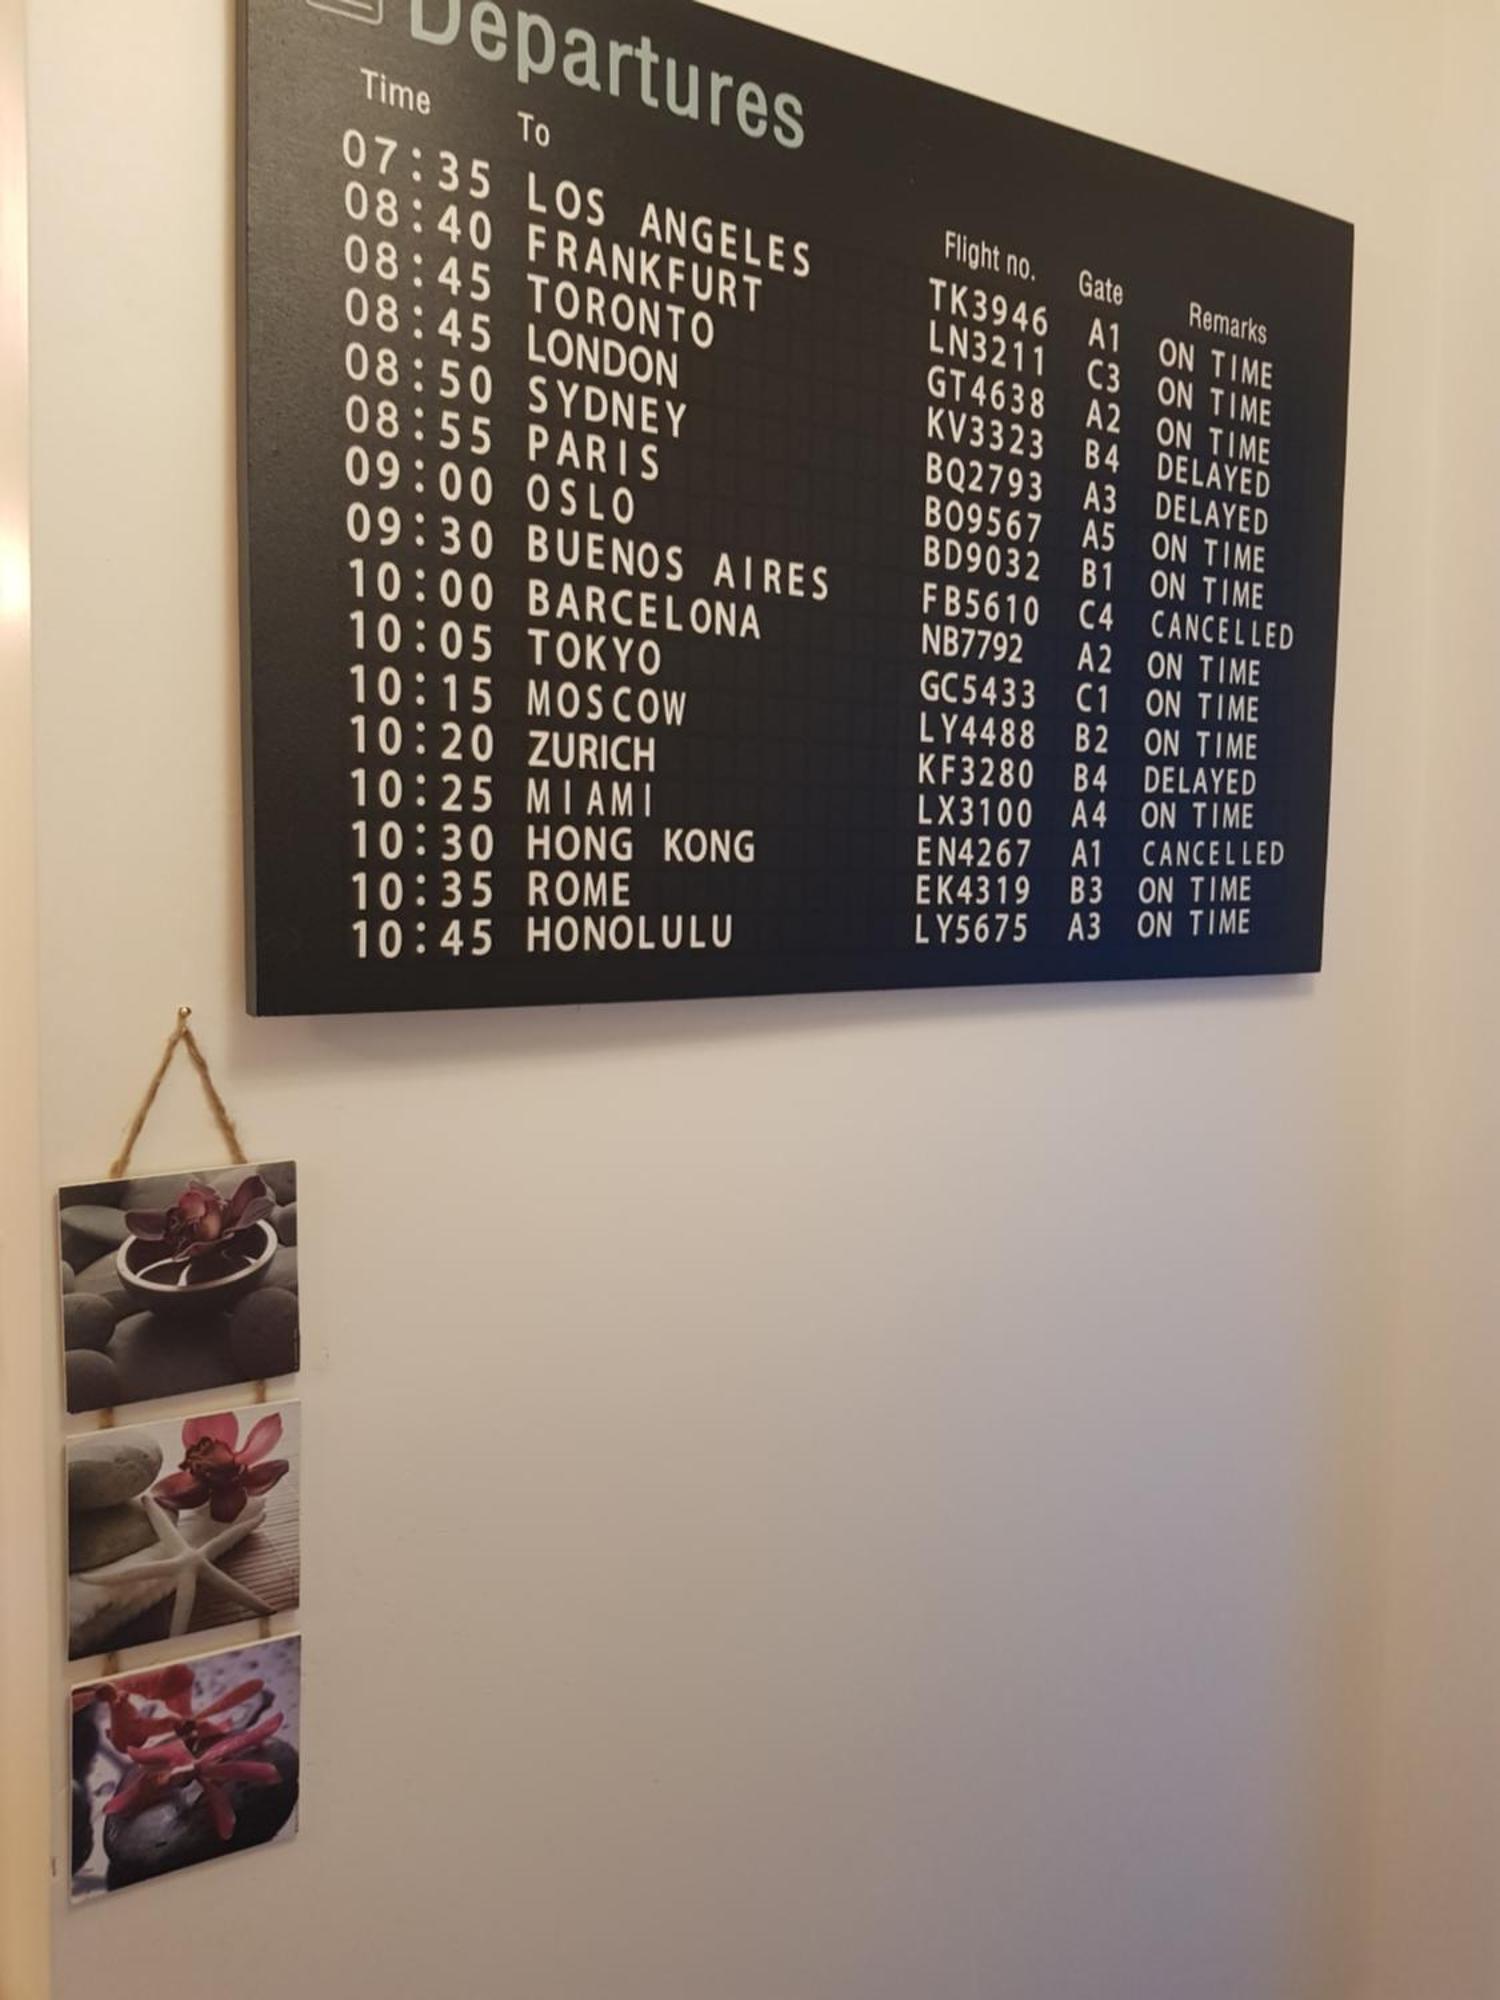 Departures
Time To Flight no. Gate Remarks
07:35 LOS ANGELES TK3946 A1 ON TIME
08:40 FRANKFURT LN3211 C3 ON TIME
08:45 TORONTO GT4638 A2 ON TIME
08:45 LONDON KV3323 B4 DELAYED
08:50 SYDNEY BQ2793 A3 DELAYED
08:55 PARIS BO9567 A5 ON TIME
09:00 OSLO BD9032 B1 ON TIME
09:30 BUENOS AIRES FB5610 C4 CANCELLED
10:00 BARCELONA NB7792 A2 ON TIME
10:05 TOKYO GC5433 C1 ON TIME
10:15 MOSCOW LY4488 B2 ON TIME
10:20 ZURICH KF3280 B4 DELAYED
10:25 MIAMI LX3100 A4 ON TIME
10:30 HONG KONG EN4267 A1 CANCELLED
10:35 ROME EK4319 B3 ON TIME
10:45 HONOLULU LY5675 A3 ON TIME